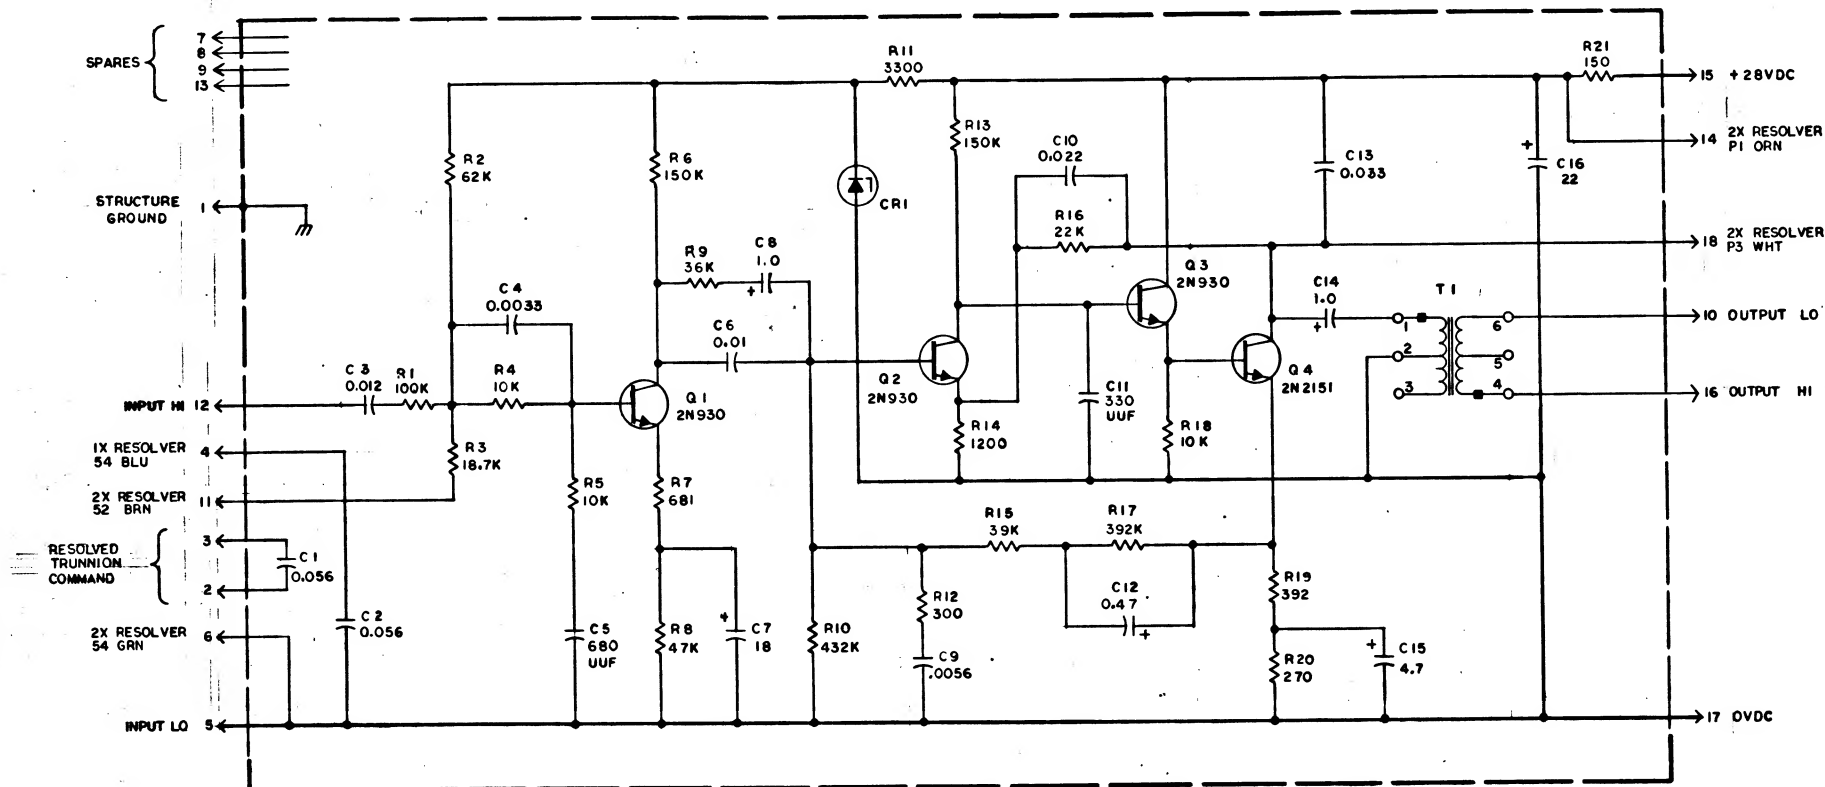 SPARES
7
8
9
13
STRUCTURE
GROUND
1
INPUT HI 12
1X RESOLVER
54 BLU
4
2X RESOLVER
52 BRN
11
RESOLVED
TRUNNION
COMMAND
3
2
2X RESOLVER
54 GRN
6
INPUT LO 5
C1
0.056
C2
0.056
C3
0.012
R1
100K
R2
62K
R3
18.7K
C4
0.0033
R4
10K
R5
10K
C5
680
UUF
R6
150K
Q1
2N930
R7
681
R8
47K
C7
18
+
R9
36K
C8
1.0
+
C6
0.01
R10
432K
R11
3300
CR1
R13
150K
Q2
2N930
R14
1200
C10
0.022
R16
22K
C11
330
UUF
Q3
2N930
R18
10K
Q4
2N2151
R15
39K
R17
392K
C12
0.47
+
R12
300
C9
.0056
R19
392
R20
270
C15
4.7
+
C13
0.033
C14
1.0
+
T1
1
2
3
6
5
4
C16
22
+
R21
150
15 +28VDC
14
2X RESOLVER
P1 ORN
18
2X RESOLVER
P3 WHT
10 OUTPUT LO
16 OUTPUT HI
17 0VDC